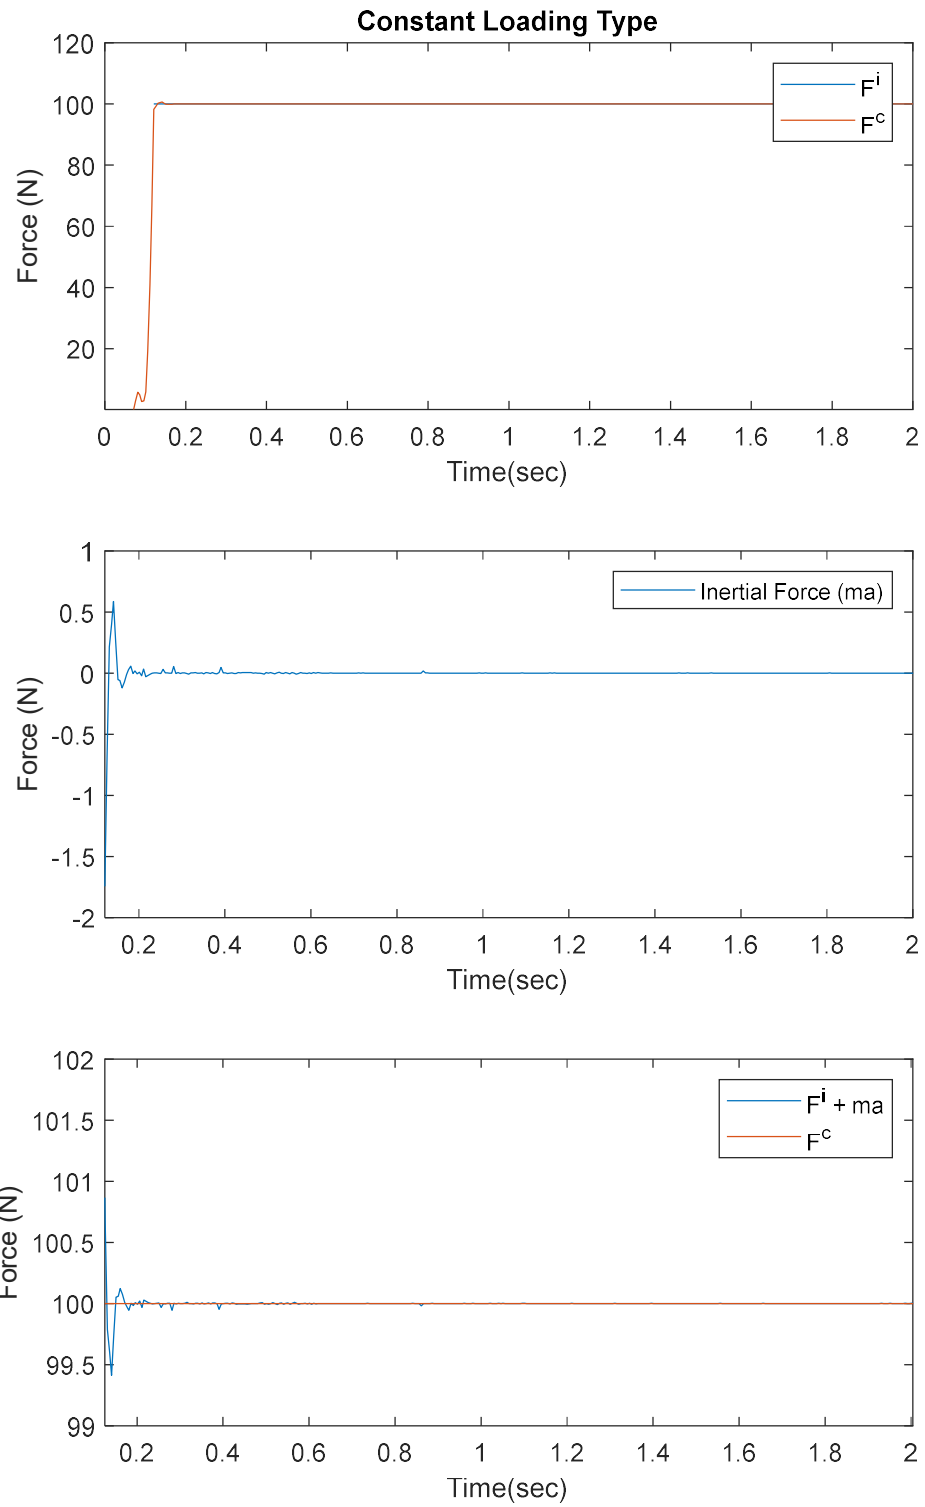 Constant Loading Type
120
100
80
60
40
20
Force (N)
F^i
F^c
0 0.2 0.4 0.6 0.8 1 1.2 1.4 1.6 1.8 2
Time(sec)
1
0.5
0
-0.5
-1
-1.5
-2
Force (N)
Inertial Force (ma)
0.2 0.4 0.6 0.8 1 1.2 1.4 1.6 1.8 2
Time(sec)
102
101.5
101
100.5
100
99.5
99
Force (N)
F^i + ma
F^c
0.2 0.4 0.6 0.8 1 1.2 1.4 1.6 1.8 2
Time(sec)